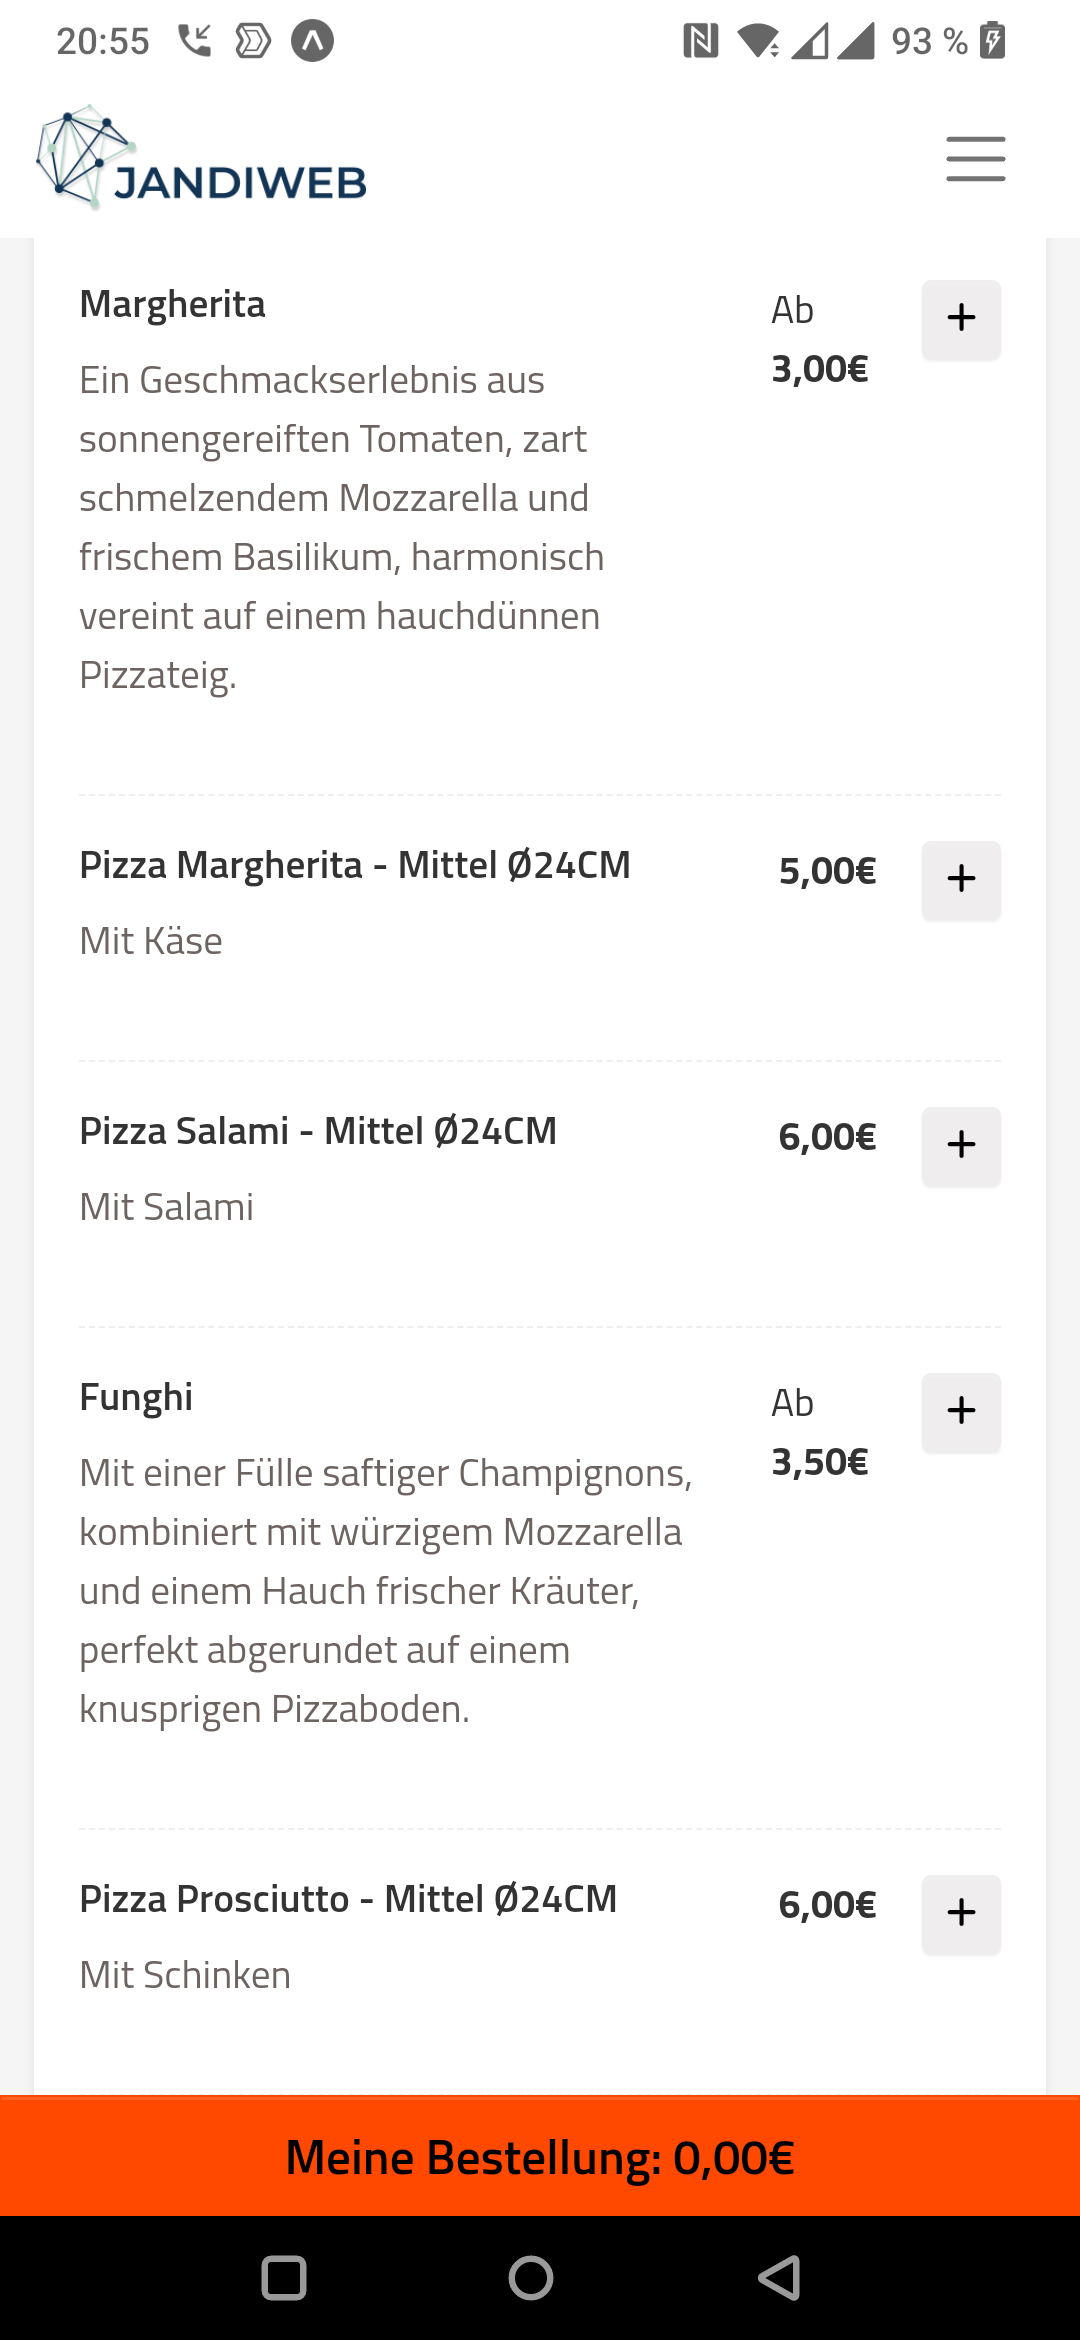 20:55 93 %
JANDIWEB
Margherita
Ab
3,00€
Ein Geschmackserlebnis aus
sonnengereiften Tomaten, zart
schmelzendem Mozzarella und
frischem Basilikum, harmonisch
vereint auf einem hauchdünnen
Pizzateig.
Pizza Margherita - Mittel Ø24CM 5,00€
Mit Käse
Pizza Salami - Mittel Ø24CM 6,00€
Mit Salami
Funghi
Ab
3,50€
Mit einer Fülle saftiger Champignons,
kombiniert mit würzigem Mozzarella
und einem Hauch frischer Kräuter,
perfekt abgerundet auf einem
knusprigen Pizzaboden.
Pizza Prosciutto - Mittel Ø24CM 6,00€
Mit Schinken
Meine Bestellung: 0,00€